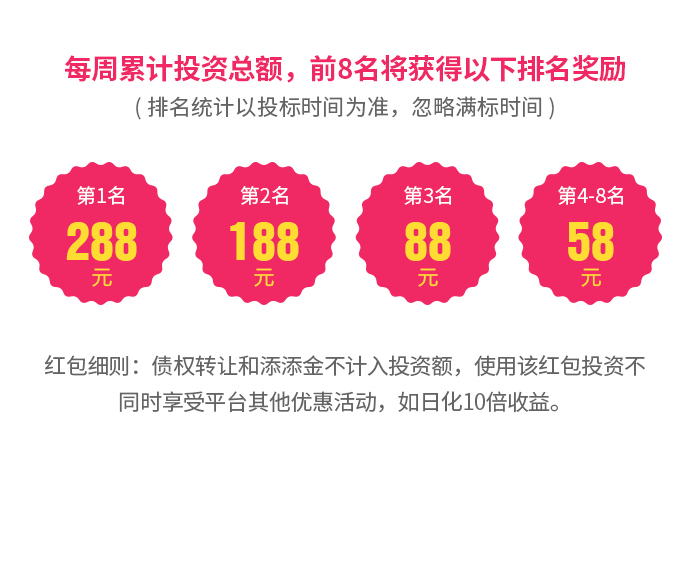 每周累计投资总额，前8名将获得以下排名奖励
( 排名统计以投标时间为准，忽略满标时间 )
第1名
288
元
第2名
188
元
第3名
88
元
第4-8名
58
元
红包细则：债权转让和添添金不计入投资额，使用该红包投资不
同时享受平台其他优惠活动，如日化10倍收益。